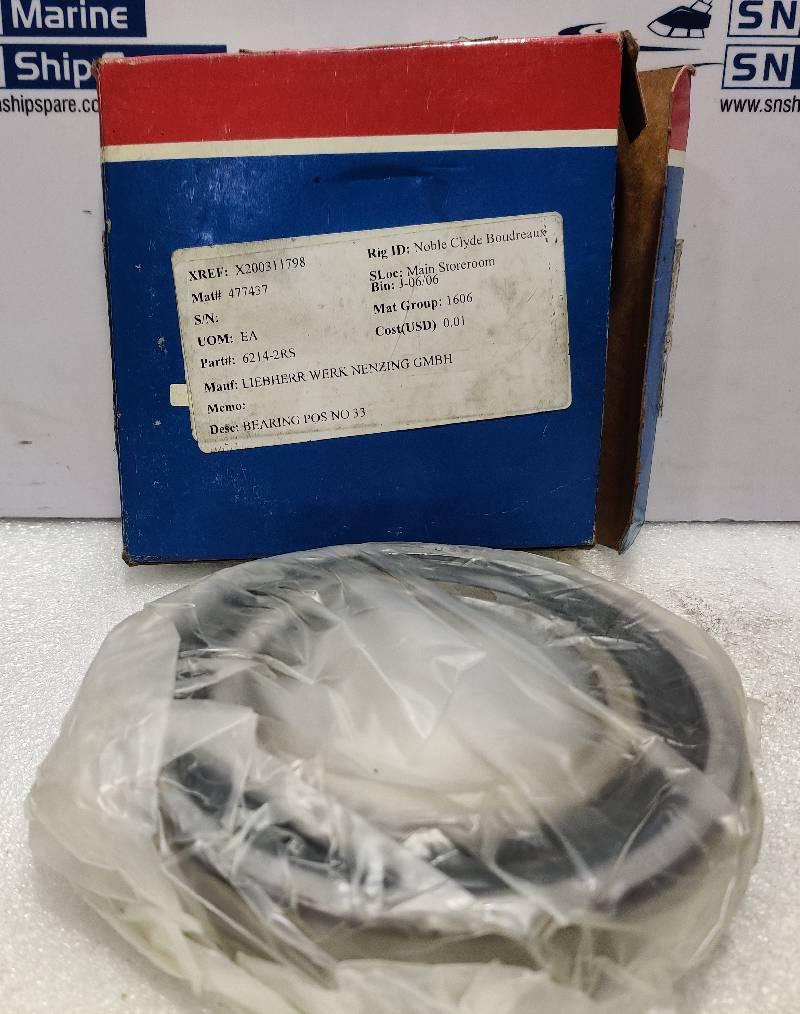 Marine
Ship Spare
nashipspare.co
SN
SN
www.snsh
XREF: X200311798
Mat# 477437
S/N:
UOM: EA
Part#: 6214-2RS
Manf: LIEBHERR WERK NENZING GMBH
Memo:
Desc: BEARING POS NO 33
Rig ID: Noble Clyde Boudreaux
SLoc: Main Storeroom
Bin: J-06/06
Mat Group: 1606
Cost(USD) 0.01